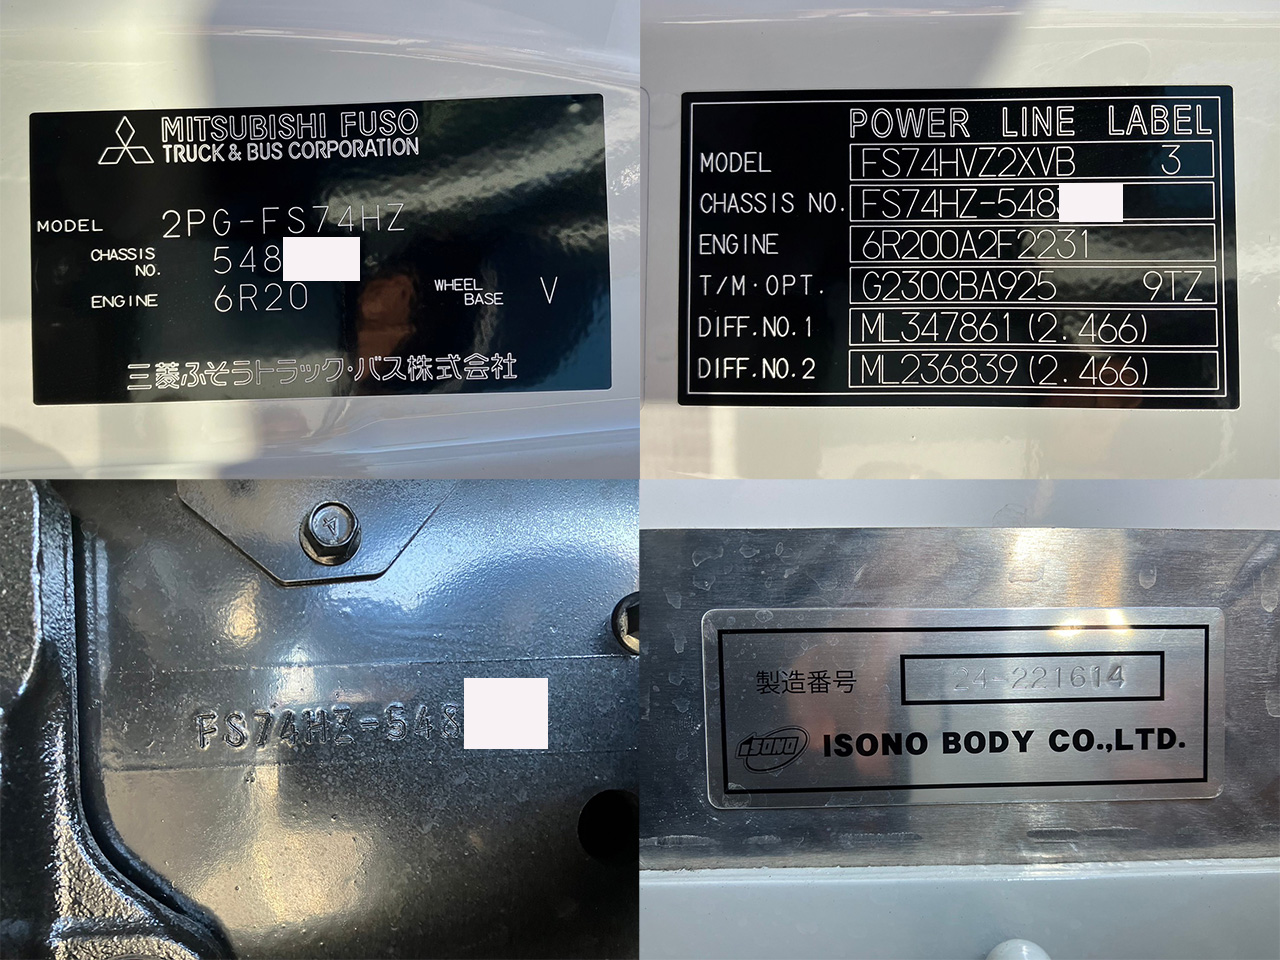 MITSUBISHI FUSO
TRUCK & BUS CORPORATION
MODEL 2PG-FS74HZ
CHASSIS NO. 548
ENGINE 6R20
WHEEL BASE V
三菱ふそうトラック・バス株式会社
POWER LINE LABEL
MODEL FS74HVZ2XVB 3
CHASSIS NO. FS74HZ-548
ENGINE 6R200A2F2231
T/M・OPT. G230CBA925 9TZ
DIFF.NO.1 ML347861(2.466)
DIFF.NO.2 ML236839(2.466)
FS74HZ-548
製造番号 24-221614
ISONO
ISONO BODY CO.,LTD.